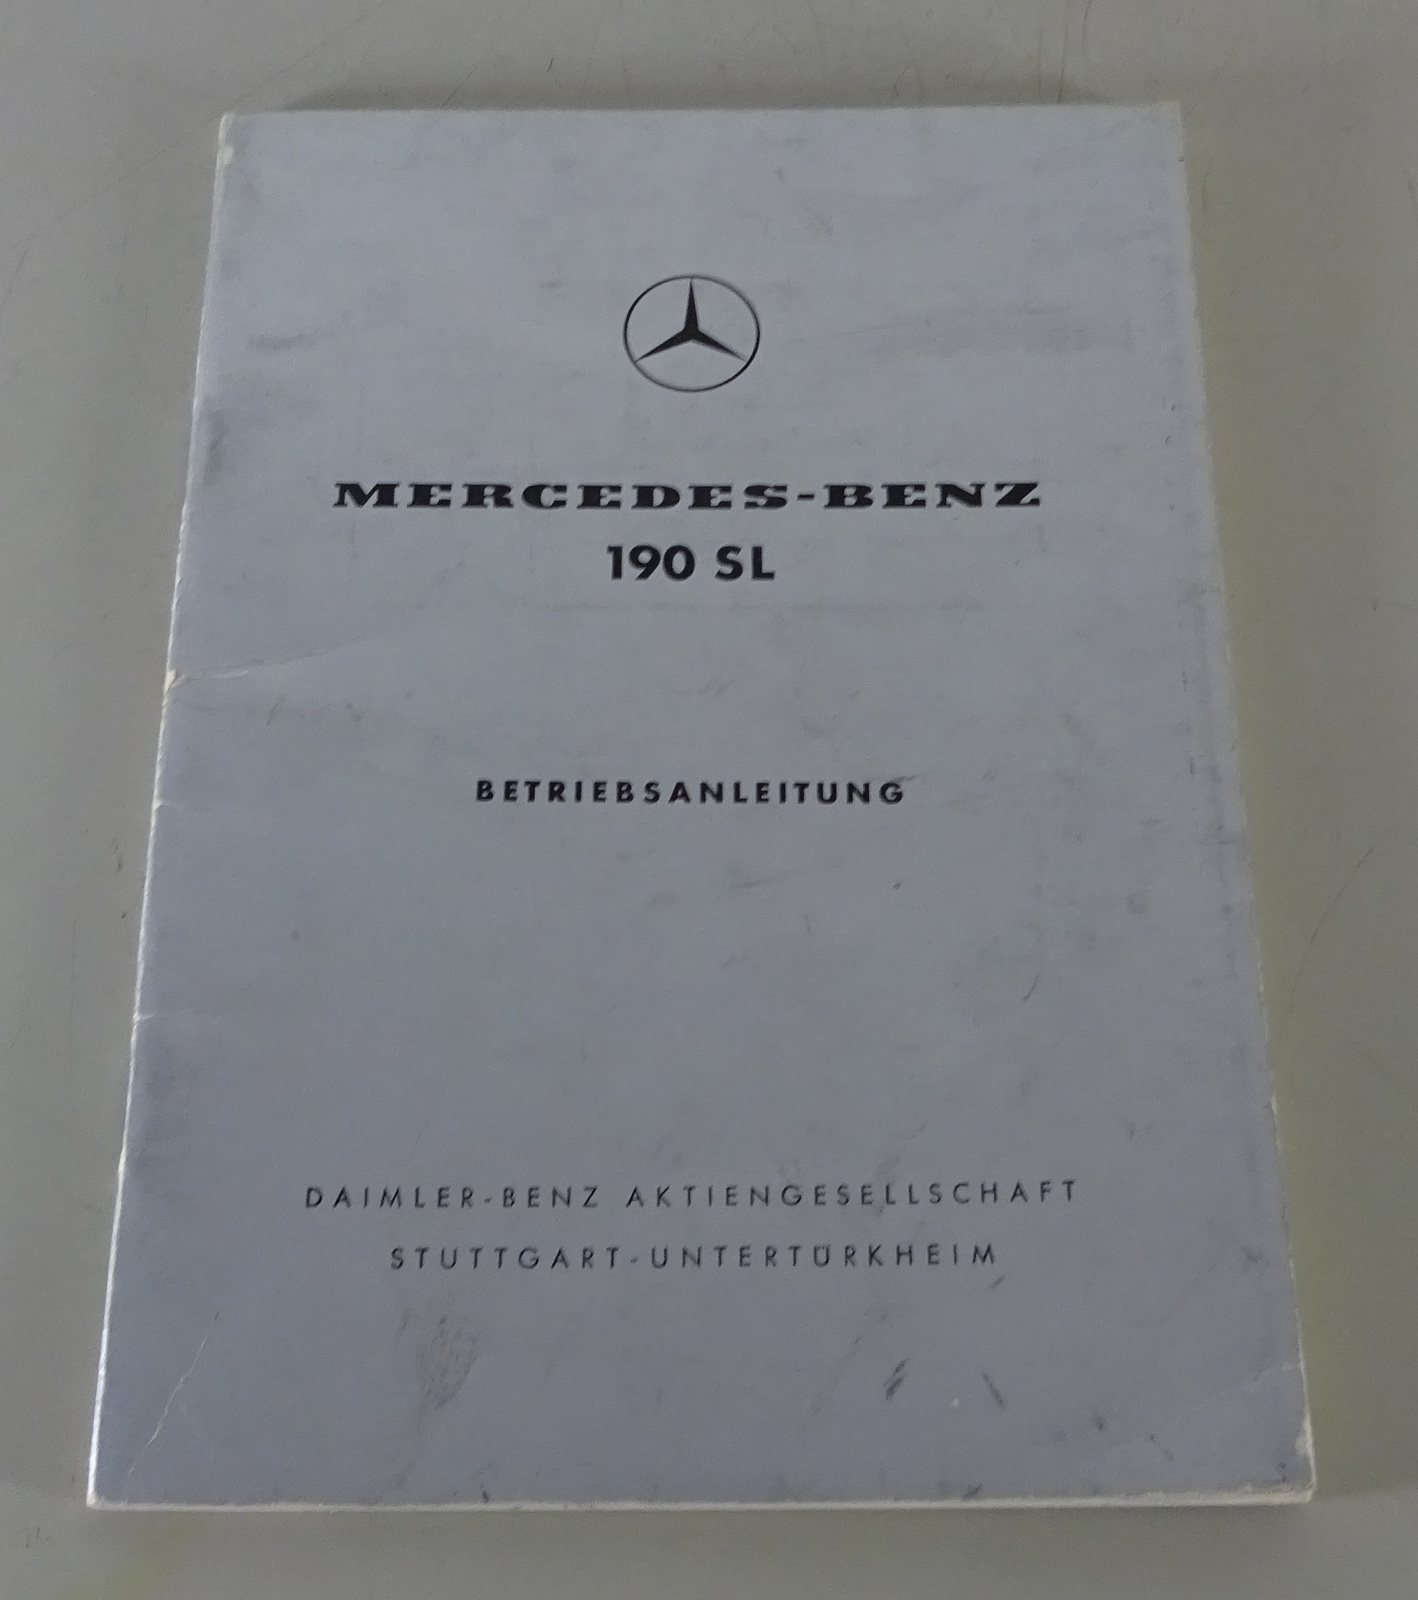 MERCEDES-BENZ
190 SL
BETRIEBSANLEITUNG
DAIMLER-BENZ AKTIENGESELLSCHAFT
STUTTGART-UNTERTÜRKHEIM